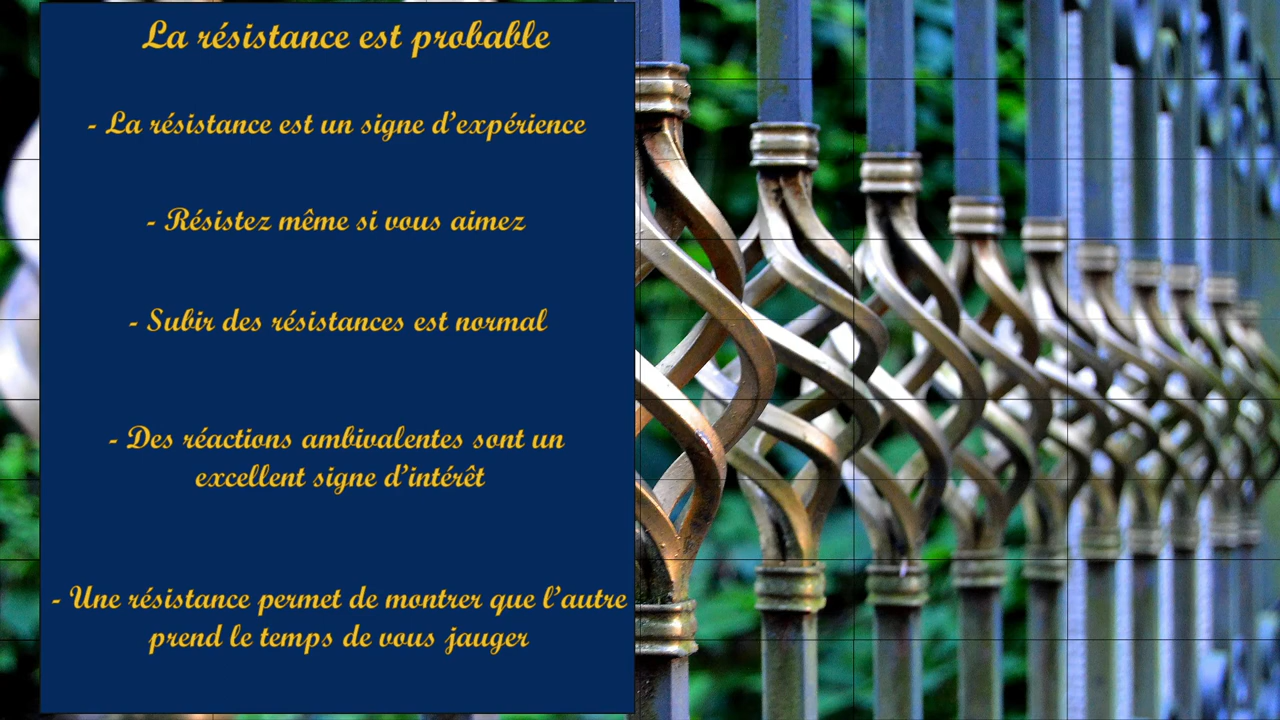 La résistance est probable
- La résistance est un signe d'expérience
- Résistez même si vous aimez
- Subir des résistances est normal
- Des réactions ambivalentes sont un
excellent signe d'intérêt
- Une résistance permet de montrer que l'autre
prend le temps de vous jauger